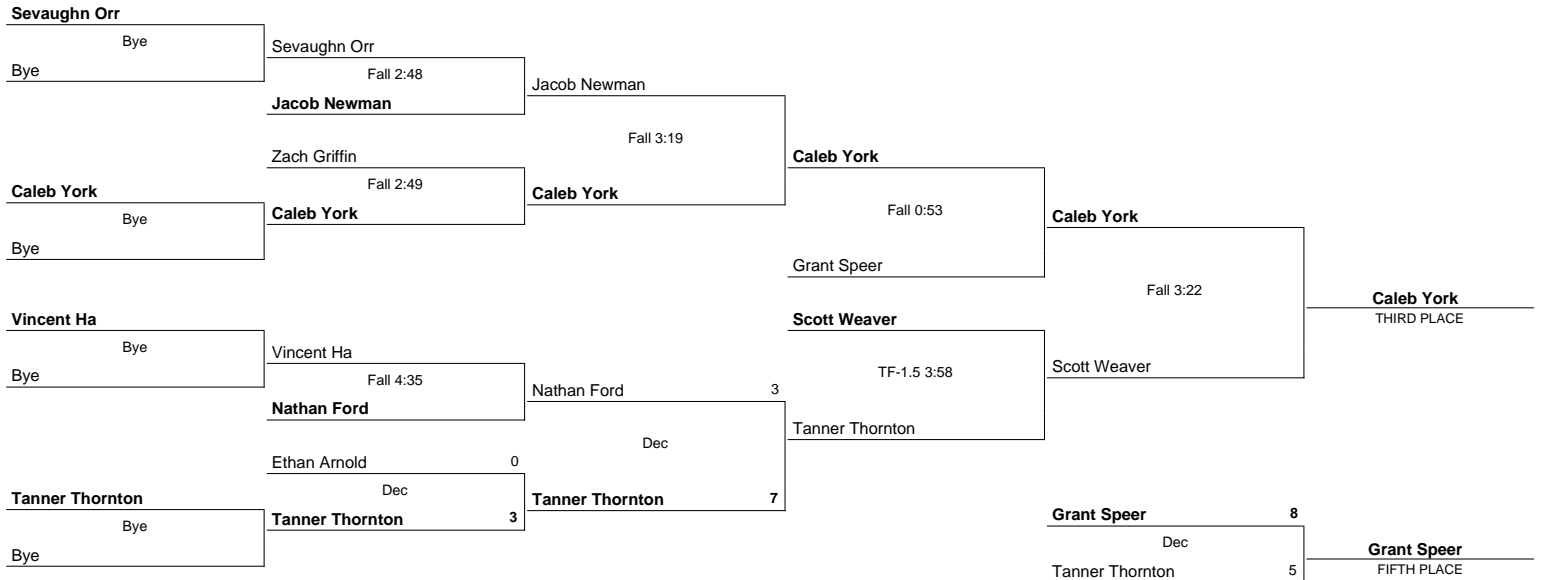 Sevaughn Orr
Bye
Bye
Sevaughn Orr
Fall 2:48
Jacob Newman
Jacob Newman
Fall 3:19
Zach Griffin
Fall 2:49
Caleb York
Caleb York
Bye
Bye
Caleb York
Caleb York
Fall 0:53
Grant Speer
Caleb York
Fall 3:22
Caleb York
THIRD PLACE
Vincent Ha
Bye
Bye
Vincent Ha
Fall 4:35
Nathan Ford
Nathan Ford 3
Dec
Ethan Arnold 0
Dec
Tanner Thornton 3
Tanner Thornton
Bye
Bye
Tanner Thornton 7
Scott Weaver
TF-1.5 3:58
Tanner Thornton
Scott Weaver
Grant Speer 8
Dec
Tanner Thornton 5
Grant Speer
FIFTH PLACE